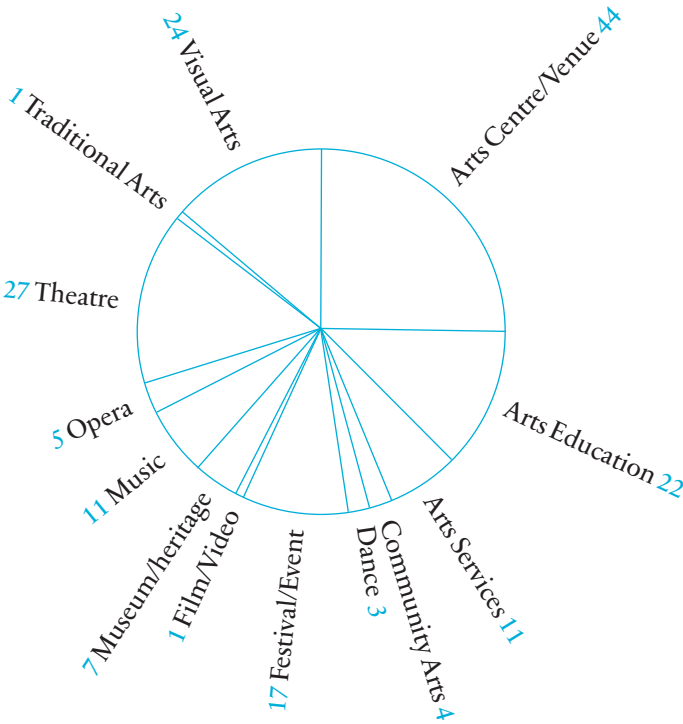 Arts Centre/Venue 44
Arts Education 22
Arts Services 11
Community Arts 4
Dance 3
17 Festival/Event
1 Film/Video
7 Museum/heritage
11 Music
5 Opera
27 Theatre
1 Traditional Arts
24 Visual Arts